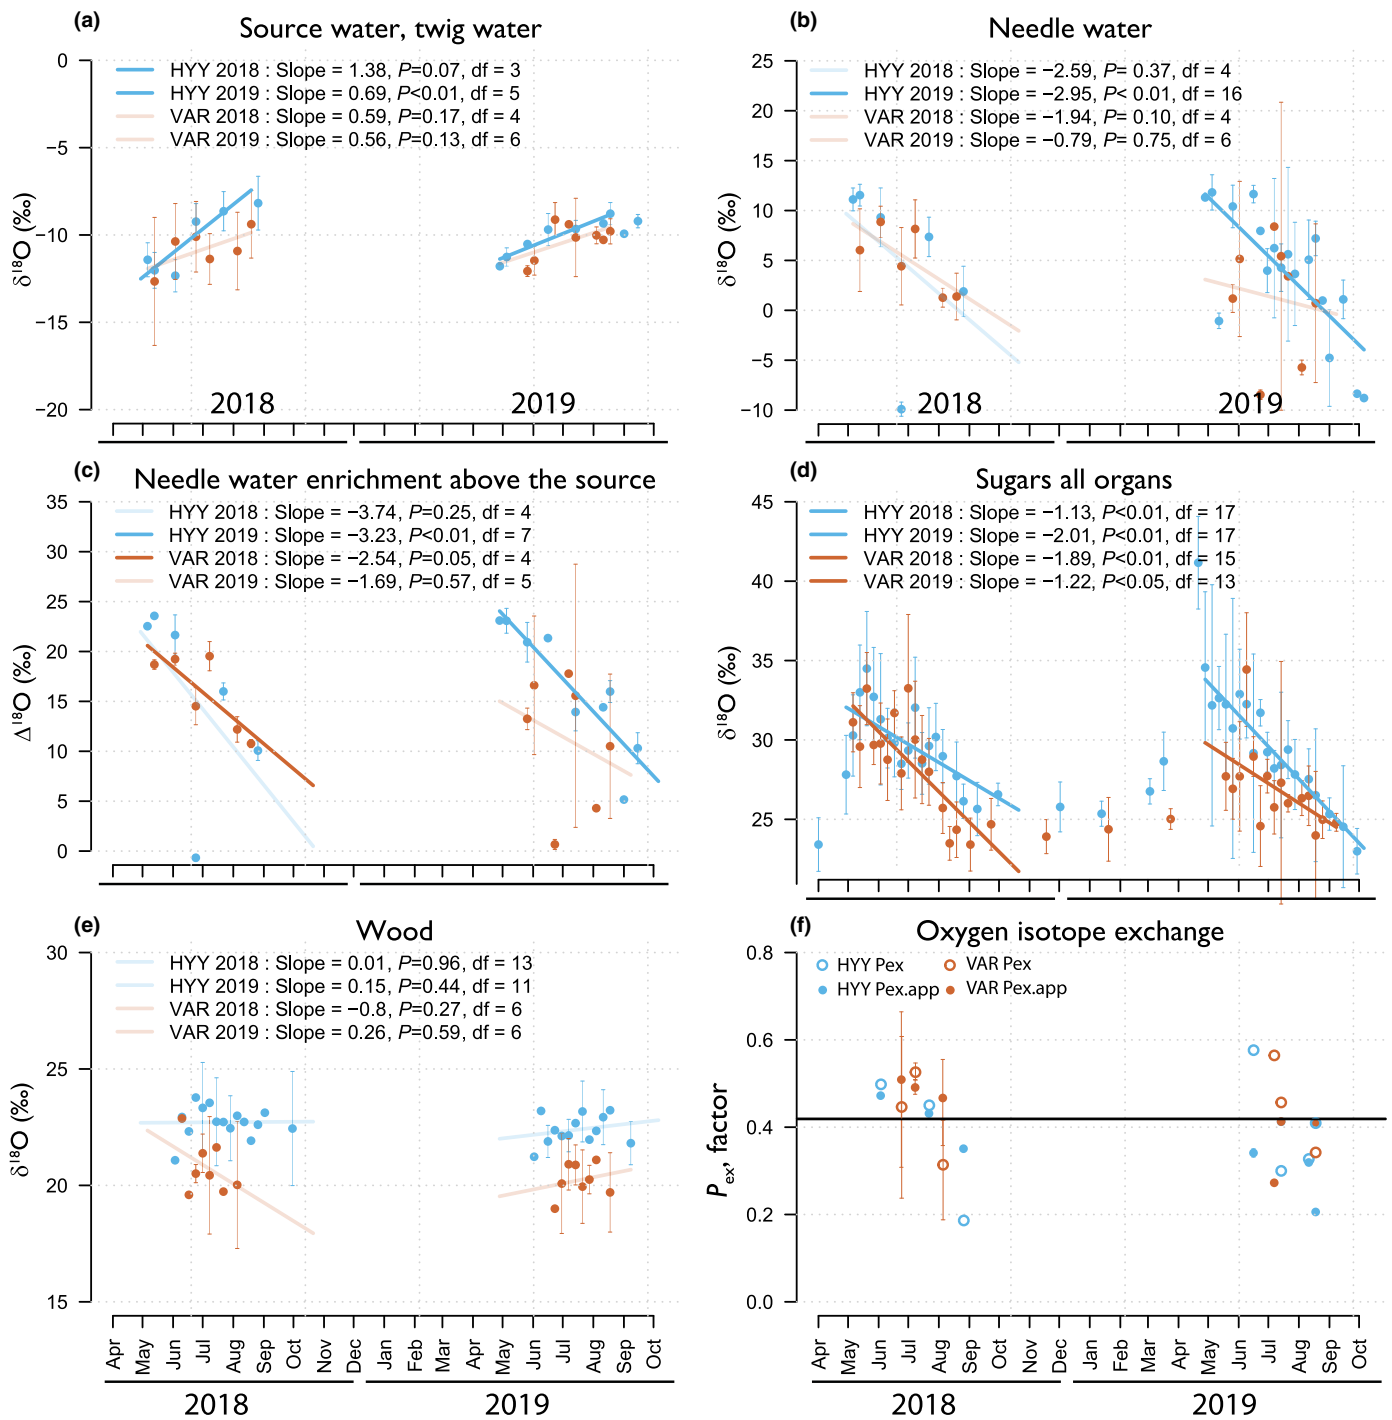 (a) Source water, twig water
HYY 2018 : Slope = 1.38, P=0.07, df = 3
HYY 2019 : Slope = 0.69, P<0.01, df = 5
VAR 2018 : Slope = 0.59, P=0.17, df = 4
VAR 2019 : Slope = 0.56, P=0.13, df = 6
δ18O (‰)
0
−5
−10
−15
−20
2018 2019
(b) Needle water
HYY 2018 : Slope = −2.59, P= 0.37, df = 4
HYY 2019 : Slope = −2.95, P< 0.01, df = 16
VAR 2018 : Slope = −1.94, P= 0.10, df = 4
VAR 2019 : Slope = −0.79, P= 0.75, df = 6
δ18O (‰)
25
20
15
10
5
0
−5
−10
2018 2019
(c) Needle water enrichment above the source
HYY 2018 : Slope = −3.74, P=0.25, df = 4
HYY 2019 : Slope = −3.23, P<0.01, df = 7
VAR 2018 : Slope = −2.54, P=0.05, df = 4
VAR 2019 : Slope = −1.69, P=0.57, df = 5
Δ18O (‰)
35
30
25
20
15
10
5
0
(d) Sugars all organs
HYY 2018 : Slope = −1.13, P<0.01, df = 17
HYY 2019 : Slope = −2.01, P<0.01, df = 17
VAR 2018 : Slope = −1.89, P<0.01, df = 15
VAR 2019 : Slope = −1.22, P<0.05, df = 13
δ18O (‰)
45
40
35
30
25
(e) Wood
HYY 2018 : Slope = 0.01, P=0.96, df = 13
HYY 2019 : Slope = 0.15, P=0.44, df = 11
VAR 2018 : Slope = −0.8, P=0.27, df = 6
VAR 2019 : Slope = 0.26, P=0.59, df = 6
δ18O (‰)
30
25
20
15
Apr May Jun Jul Aug Sep Oct Nov Dec Jan Feb Mar Apr May Jun Jul Aug Sep Oct
2018 2019
(f) Oxygen isotope exchange
HYY Pex VAR Pex
HYY Pex.app VAR Pex.app
Pex, factor
0.8
0.6
0.4
0.2
0.0
Apr May Jun Jul Aug Sep Oct Nov Dec Jan Feb Mar Apr May Jun Jul Aug Sep Oct
2018 2019